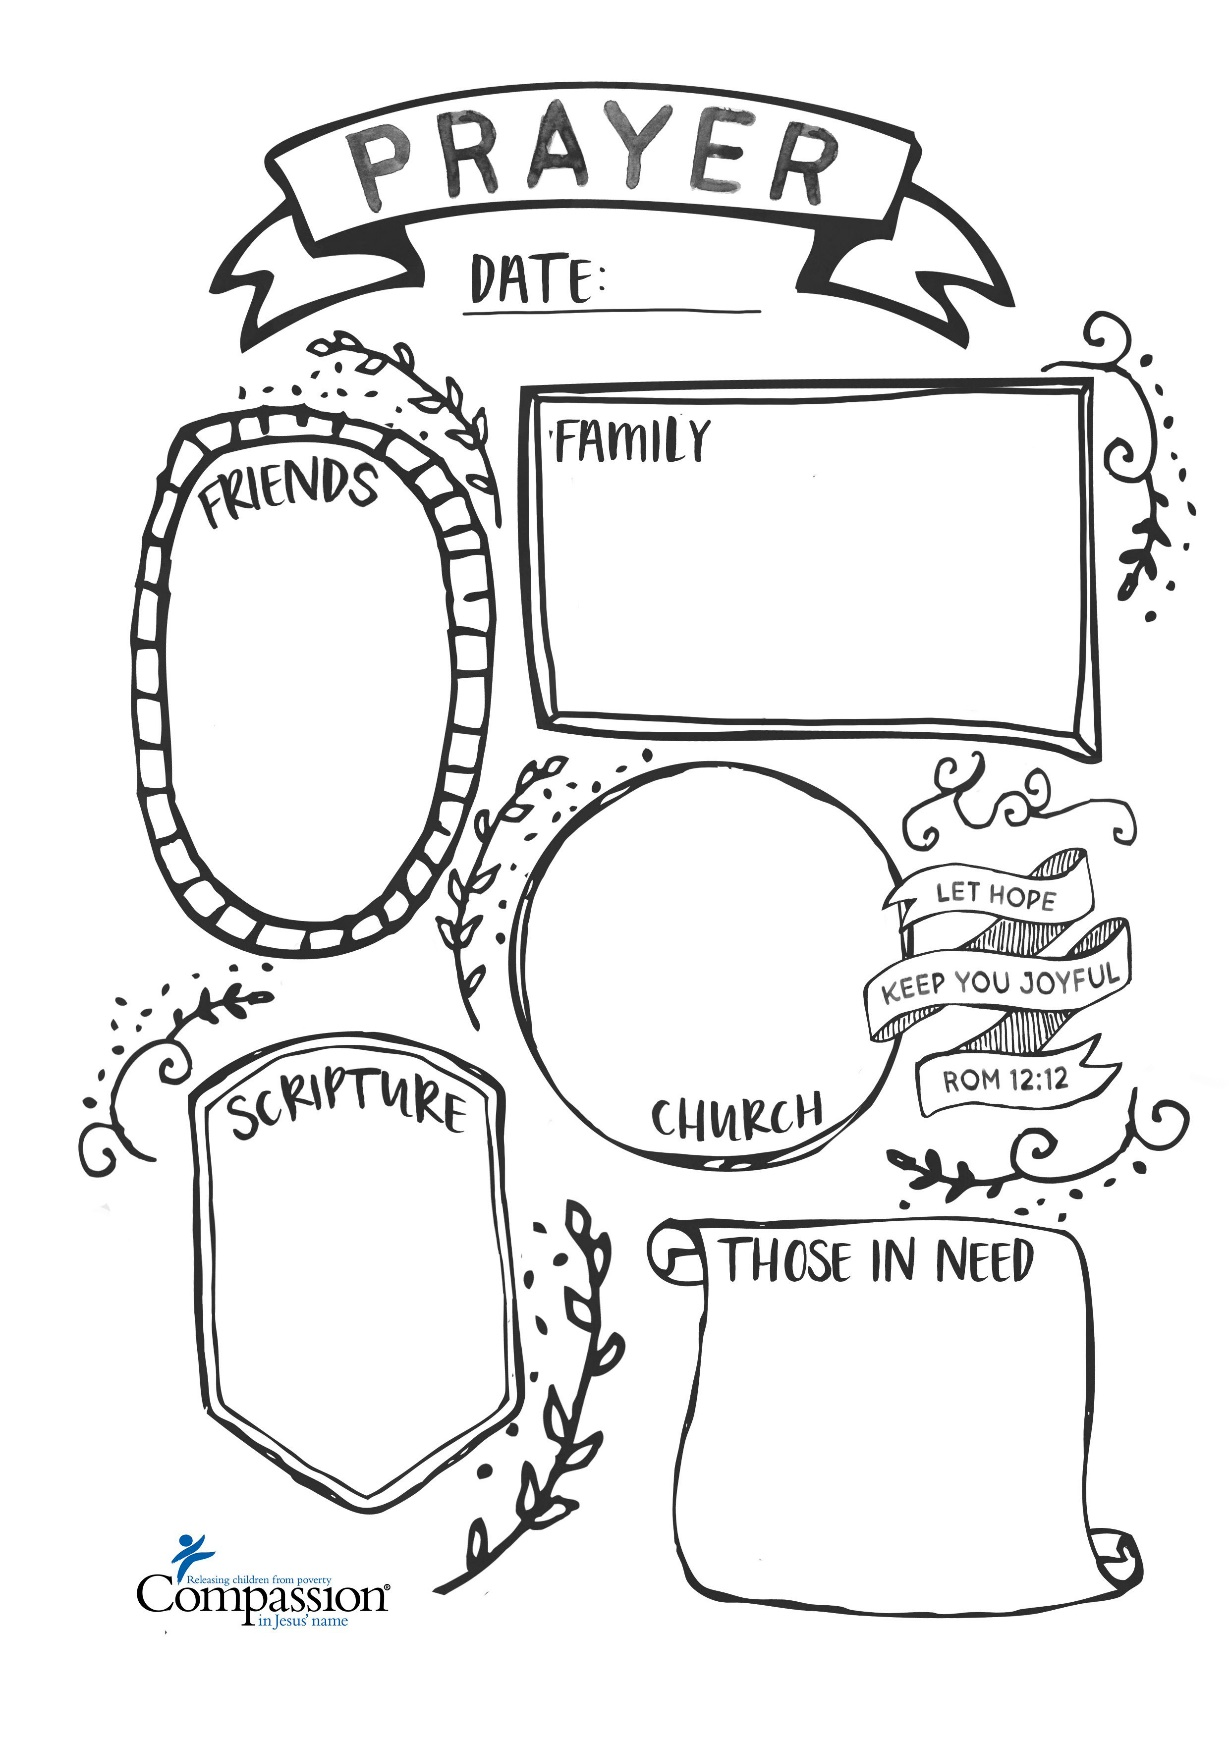 PRAYER
DATE:
FRIENDS
FAMILY
LET HOPE
KEEP YOU JOYFUL
ROM 12:12
CHURCH
SCRIPTURE
THOSE IN NEED
Releasing children from poverty
Compassion®
in Jesus' name